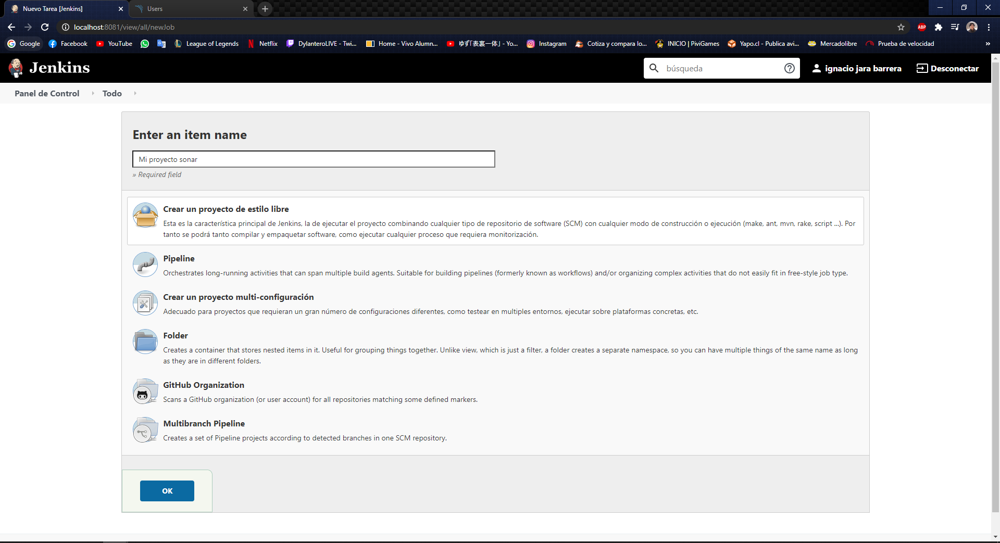 Nuevo Tarea [Jenkins]
Users
localhost:8081/view/all/newJob
ABP
Google
Facebook
YouTube
League of Legends
Netflix
DylanteroLIVE - Twi...
Home - Vivo Alumn...
ゆず「表裏一体」 - Yo...
Instagram
Cotiza y compara lo...
INICIO | PiviGames
Yapo.cl - Publica avi...
Mercadolibre
Prueba de velocidad
»
Jenkins
búsqueda
ignacio jara barrera
Desconectar
Panel de Control
Todo
Enter an item name
Mi proyecto sonar
» Required field
Crear un proyecto de estilo libre
Esta es la característica principal de Jenkins, la de ejecutar el proyecto combinando cualquier tipo de repositorio de software (SCM) con cualquier modo de construcción o ejecución (make, ant, mvn, rake, script ...). Por
tanto se podrá tanto compilar y empaquetar software, como ejecutar cualquier proceso que requiera monitorización.
Pipeline
Orchestrates long-running activities that can span multiple build agents. Suitable for building pipelines (formerly known as workflows) and/or organizing complex activities that do not easily fit in free-style job type.
Crear un proyecto multi-configuración
Adecuado para proyectos que requieran un gran número de configuraciones diferentes, como testear en multiples entornos, ejecutar sobre plataformas concretas, etc.
Folder
Creates a container that stores nested items in it. Useful for grouping things together. Unlike view, which is just a filter, a folder creates a separate namespace, so you can have multiple things of the same name as long
as they are in different folders.
GitHub Organization
Scans a GitHub organization (or user account) for all repositories matching some defined markers.
Multibranch Pipeline
Creates a set of Pipeline projects according to detected branches in one SCM repository.
OK